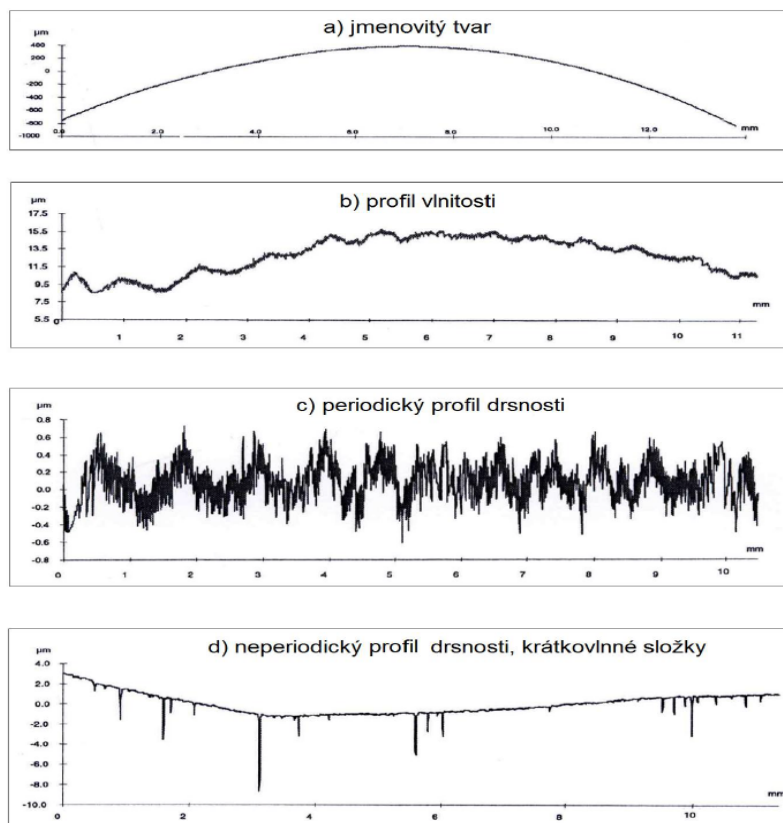 µm
a) jmenovitý tvar
400
200
0
-200
-400
-600
-800
-1000
0.0 2.0 4.0 6.0 8.0 10.0 12.0 mm
µm
b) profil vlnitosti
17.5
15.5
13.5
11.5
9.5
7.5
5.5
mm
0 1 2 3 4 5 6 7 8 9 10 11
µm
c) periodický profil drsnosti
0.8
0.6
0.4
0.2
0.0
-0.2
-0.4
-0.6
-0.8
mm
0 1 2 3 4 5 6 7 8 9 10
µm
d) neperiodický profil drsnosti, krátkovlnné složky
4.0
2.0
0.0
-2.0
-4.0
-6.0
-8.0
-10.0
mm
0 2 4 6 8 10